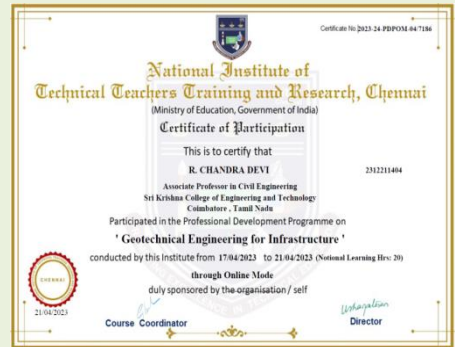 Certificate No 2023-24-PDPOM-04/7186
National Institute of
Technical Teachers Training and Research, Chennai
(Ministry of Education, Government of India)
Certificate of Participation
This is to certify that
R. CHANDRA DEVI 2312211404
Associate Professor in Civil Engineering
Sri Krishna College of Engineering and Technology
Coimbatore , Tamil Nadu
Participated in the Professional Development Programme on
' Geotechnical Engineering for Infrastructure '
conducted by this Institute from 17/04/2023 to 21/04/2023 (Notional Learning Hrs: 20)
through Online Mode
duly sponsored by the organisation / self
CHENNAI
21/04/2023
Course Coordinator
Director